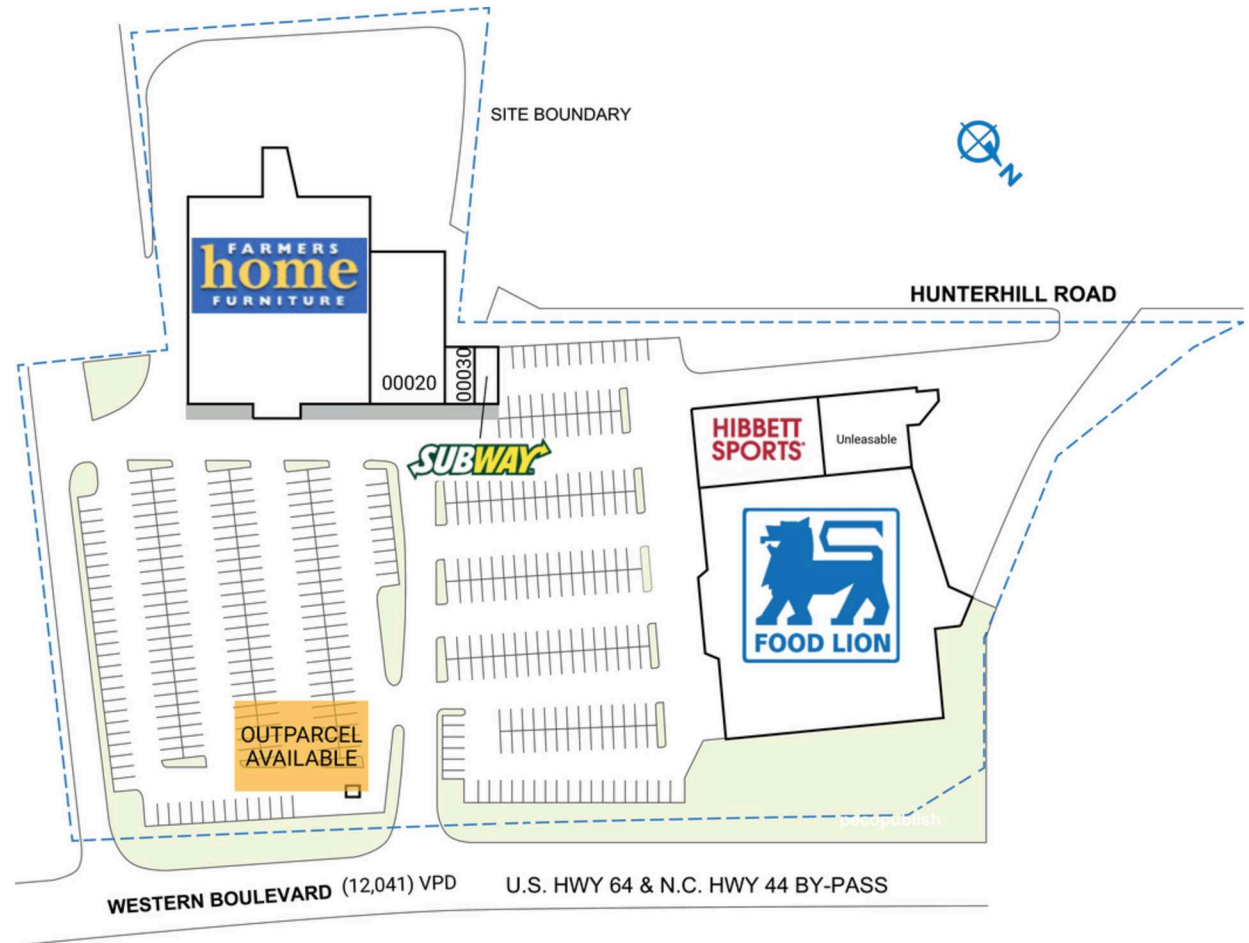 SITE BOUNDARY
N
FARMERS
home
FURNITURE
HUNTERHILL ROAD
00020
00030
SUBWAY
HIBBETT
SPORTS
Unleasable
FOOD LION
OUTPARCEL
AVAILABLE
pecopublish
WESTERN BOULEVARD (12,041) VPD U.S. HWY 64 & N.C. HWY 44 BY-PASS